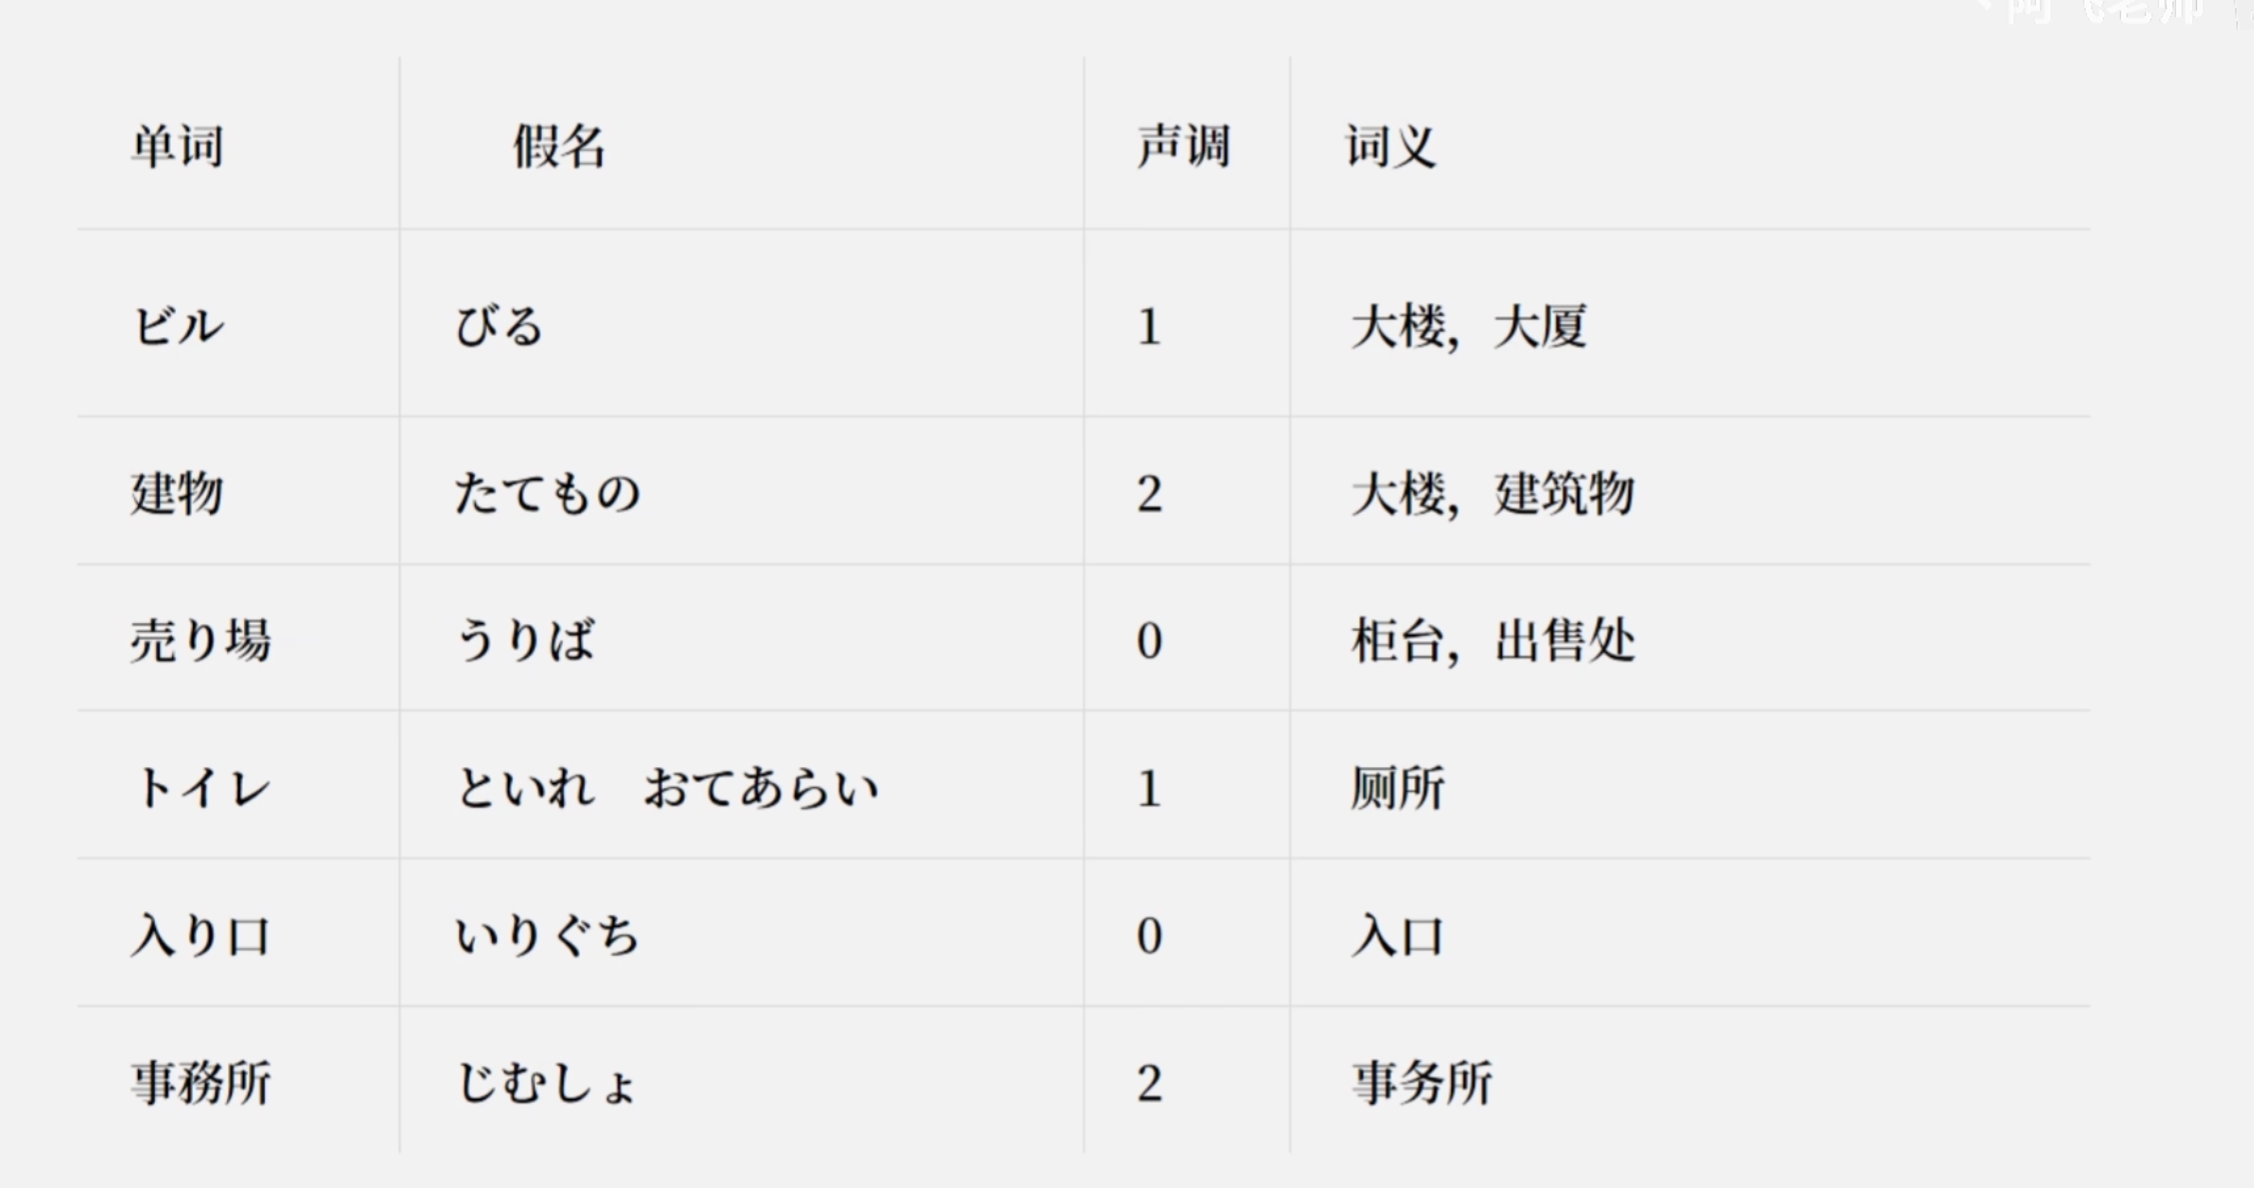 单词 假名 声调 词义
ビル びる 1 大楼，大厦
建物 たてもの 2 大楼，建筑物
売り場 うりば 0 柜台，出售处
トイレ といれ　おてあらい 1 厕所
入り口 いりぐち 0 入口
事務所 じむしょ 2 事务所